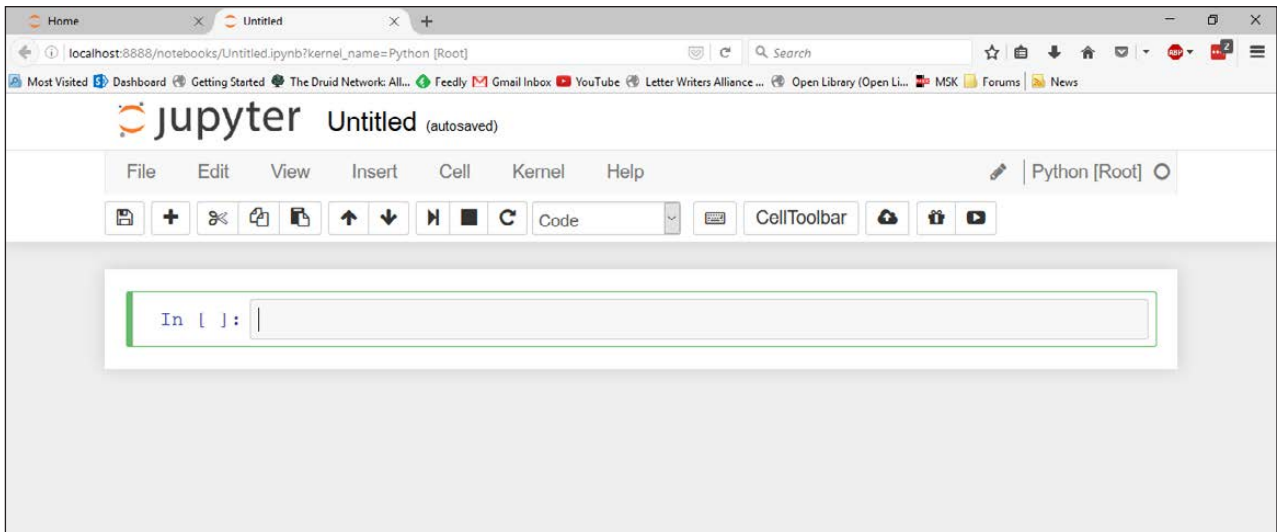 Home Untitled
localhost:8888/notebooks/Untitled.ipynb?kernel_name=Python [Root] Search 2
Most Visited Dashboard Getting Started The Druid Network: All... Feedly Gmail Inbox YouTube Letter Writers Alliance ... Open Library (Open Li... MSK Forums News
jupyter Untitled (autosaved)
File Edit View Insert Cell Kernel Help Python [Root]
Code CellToolbar
In [ ]: